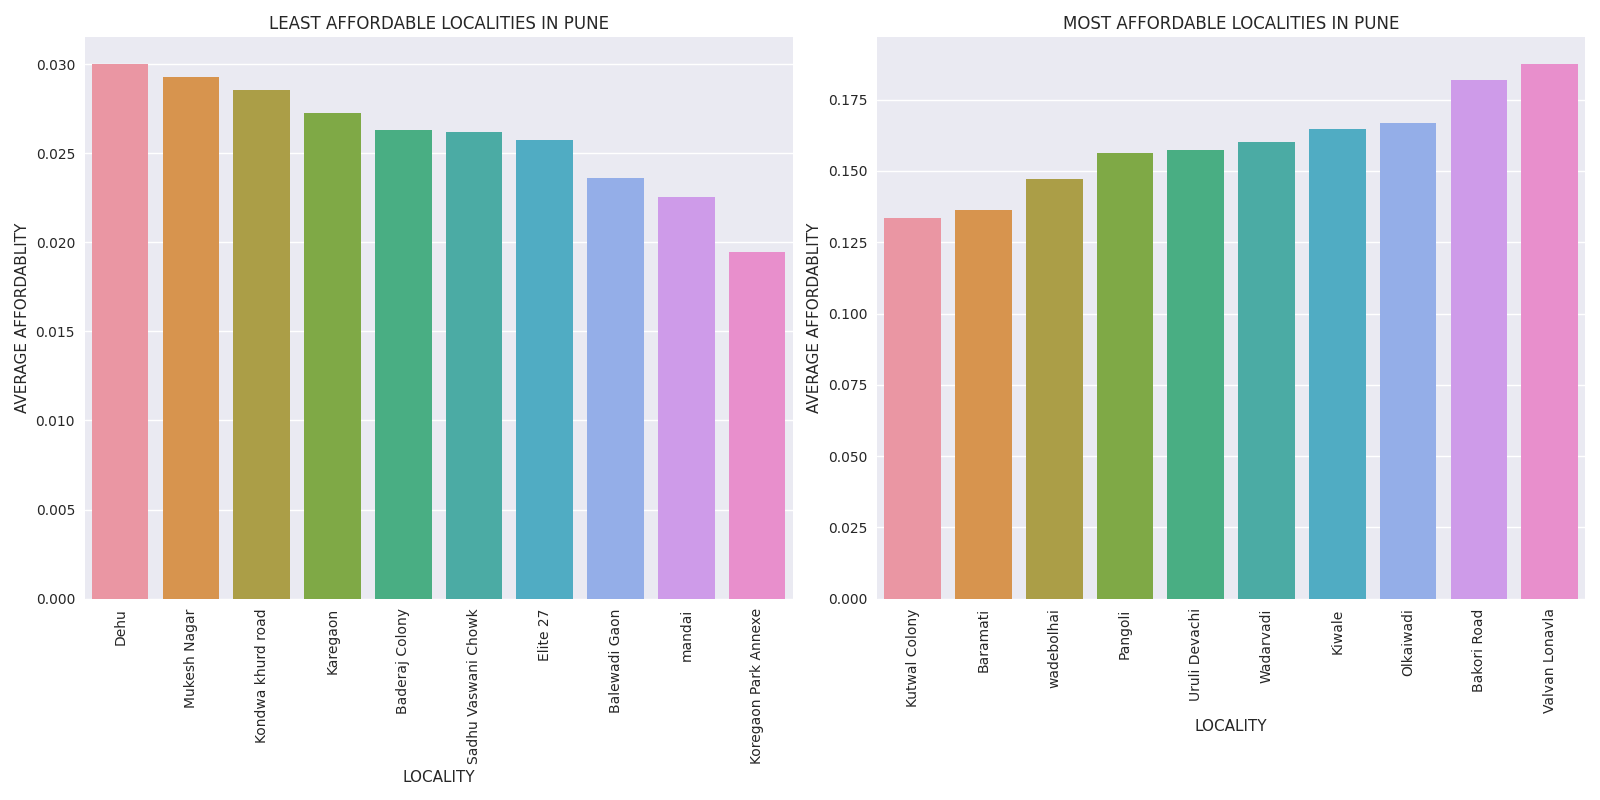 LEAST AFFORDABLE LOCALITIES IN PUNE
AVERAGE AFFORDABLITY
0.030
0.025
0.020
0.015
0.010
0.005
0.000
Dehu
Mukesh Nagar
Kondwa khurd road
Karegaon
Baderaj Colony
Sadhu Vaswani Chowk
Elite 27
Balewadi Gaon
mandai
Koregaon Park Annexe
LOCALITY
MOST AFFORDABLE LOCALITIES IN PUNE
AVERAGE AFFORDABLITY
0.175
0.150
0.125
0.100
0.075
0.050
0.025
0.000
Kutwal Colony
Baramati
wadebolhai
Pangoli
Uruli Devachi
Wadarvadi
Kiwale
Olkaiwadi
Bakori Road
Valvan Lonavla
LOCALITY